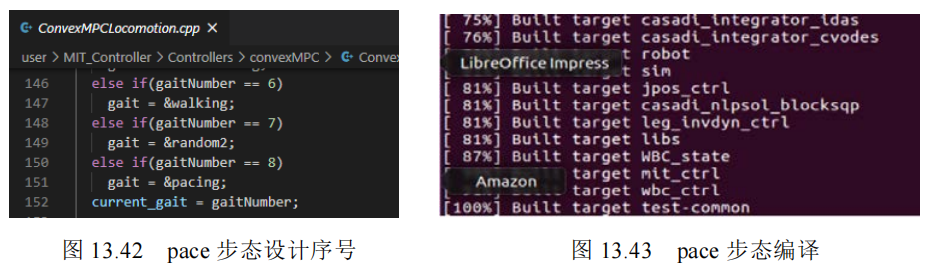 ConvexMPCLocomotion.cpp ×
user > MIT_Controller > Controllers > convexMPC > Convex
146 else if(gaitNumber == 6)
147 gait = &walking;
148 else if(gaitNumber == 7)
149 gait = &random2;
150 else if(gaitNumber == 8)
151 gait = &pacing;
152 current_gait = gaitNumber;
图 13.42 pace 步态设计序号
[ 75%] Built target casadi_integrator_idas
[ 76%] Built target casadi_integrator_cvodes
robot
LibreOffice Impress
sim
[ 81%] Built target jpos_ctrl
[ 81%] Built target casadi_nlpsol_blocksqp
[ 81%] Built target leg_invdyn_ctrl
[ 81%] Built target libs
[ 87%] Built target WBC_state
target mit_ctrl
Amazon
target wbc_ctrl
[100%] Built target test-common
图 13.43 pace 步态编译